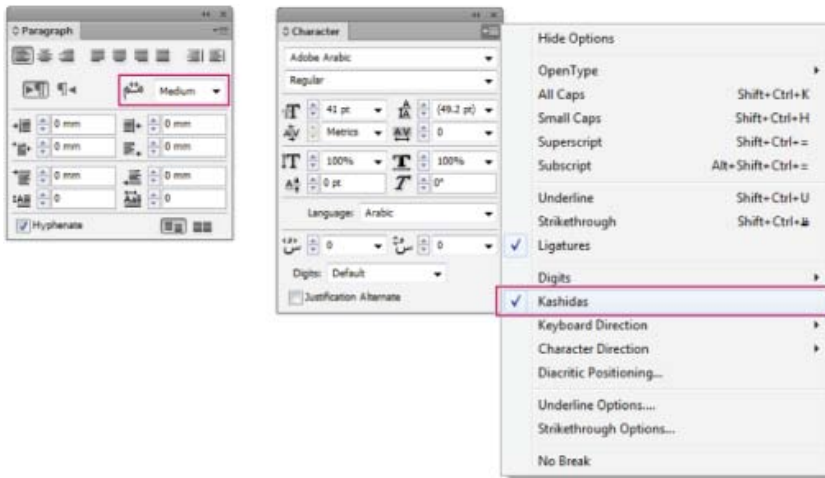 Paragraph
Medium
0 mm
0 mm
0 mm
0 mm
0 mm
0 mm
0
0
Hyphenate
Character
Adobe Arabic
Regular
41 pt
(49.2 pt)
Metrics
0
100%
100%
0 pt
0°
Language: Arabic
0
0
Digits: Default
Justification Alternate
Hide Options
OpenType
All Caps Shift+Ctrl+K
Small Caps Shift+Ctrl+H
Superscript Shift+Ctrl+=
Subscript Alt+Shift+Ctrl+=
Underline Shift+Ctrl+U
Strikethrough Shift+Ctrl+
Ligatures
Digits
Kashidas
Keyboard Direction
Character Direction
Diacritic Positioning...
Underline Options....
Strikethrough Options...
No Break